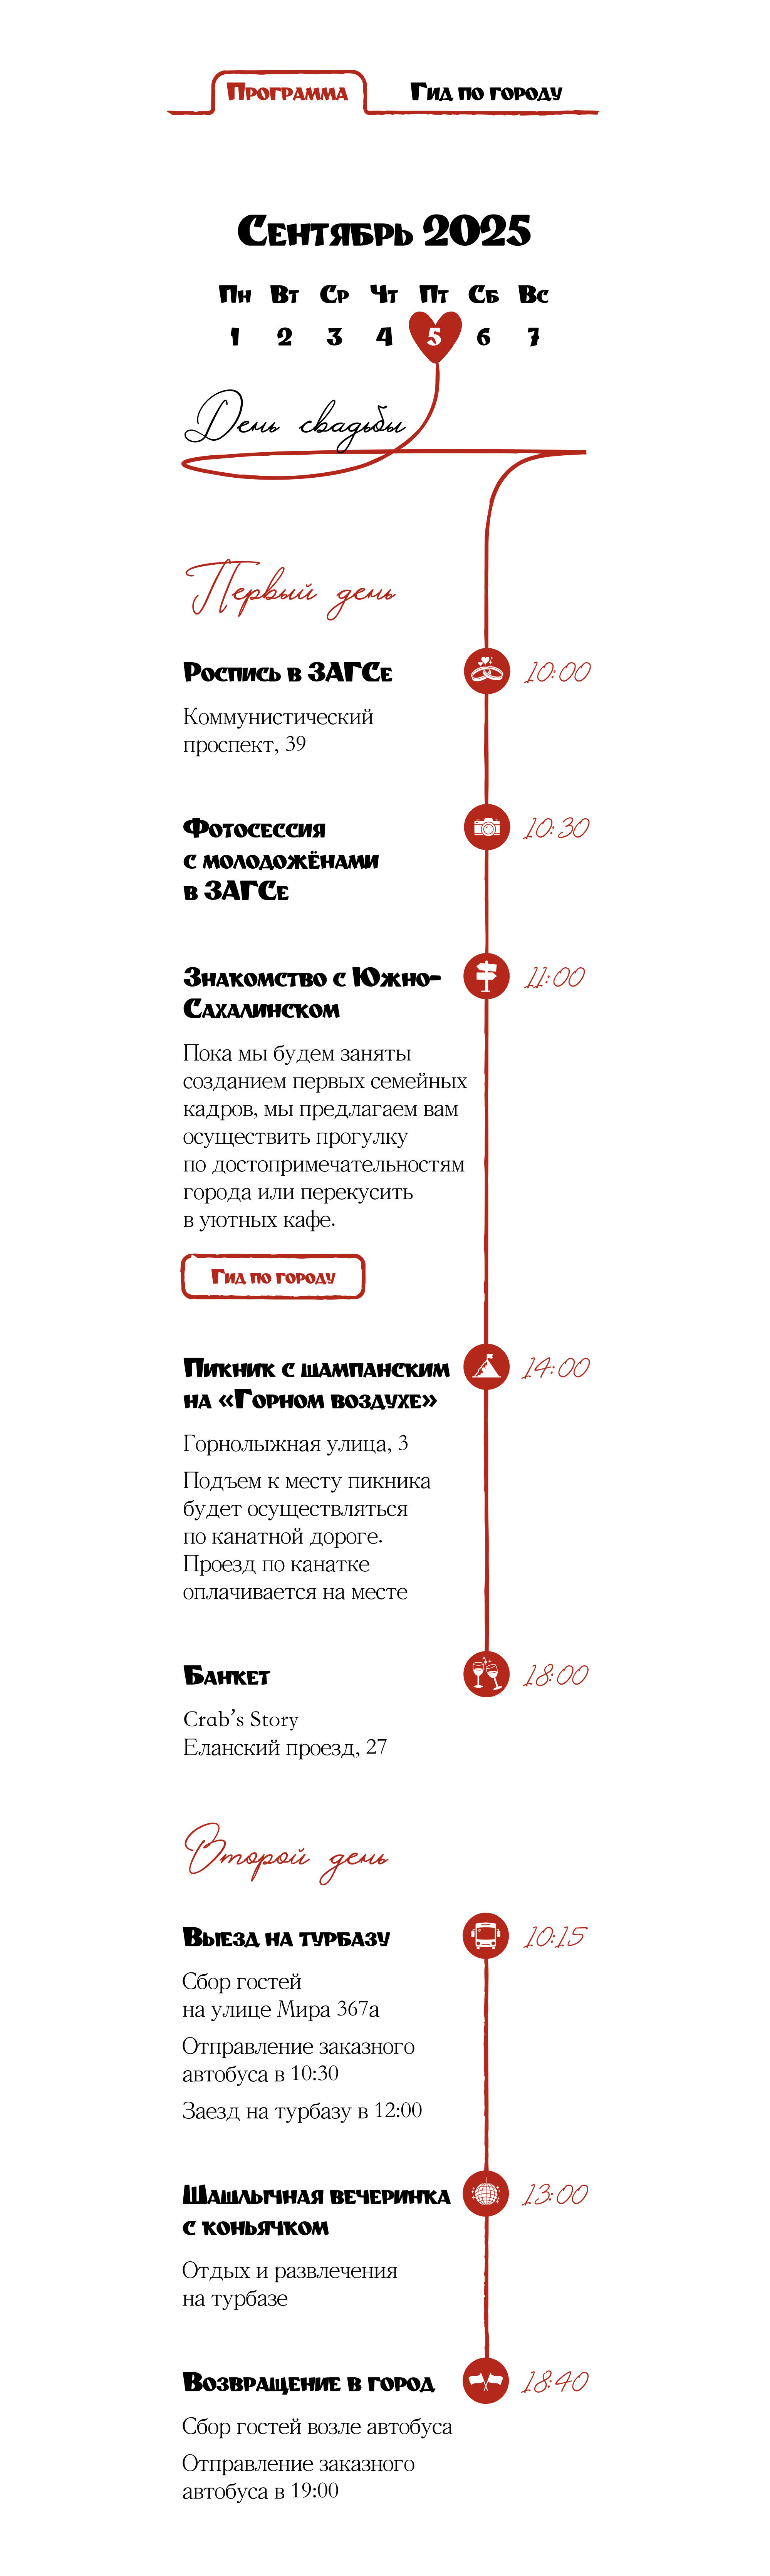 Программа Гид по городу
Сентябрь 2025
Пн Вт Ср Чт Пт Сб Вс
1 2 3 4 5 6 7
День свадьбы
Первый день
Роспись в ЗАГСе 10:00
Коммунистический
проспект, 39
Фотосессия 10:30
с молодожёнами
в ЗАГСе
Знакомство с Южно- 11:00
Сахалинском
Пока мы будем заняты
созданием первых семейных
кадров, мы предлагаем вам
осуществить прогулку
по достопримечательностям
города или перекусить
в уютных кафе.
Гид по городу
Пикник с шампанским 14:00
на «Горном воздухе»
Горнолыжная улица, 3
Подъем к месту пикника
будет осуществляться
по канатной дороге.
Проезд по канатке
оплачивается на месте
Банкет 18:00
Crab’s Story
Еланский проезд, 27
Второй день
Выезд на турбазу 10:15
Сбор гостей
на улице Мира 367а
Отправление заказного
автобуса в 10:30
Заезд на турбазу в 12:00
Шашлычная вечеринка 13:00
с коньячком
Отдых и развлечения
на турбазе
Возвращение в город 18:40
Сбор гостей возле автобуса
Отправление заказного
автобуса в 19:00